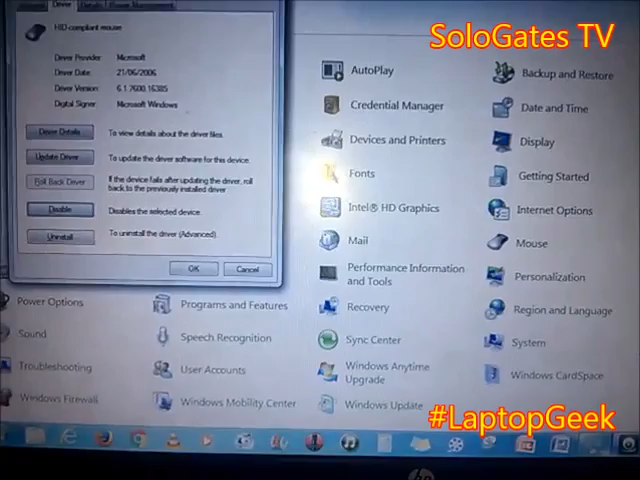 SoloGates TV
Driver
Details
Power Management
HID-compliant mouse
Driver Provider: Microsoft
Driver Date: 21/06/2006
Driver Version: 6.1.7600.16385
Digital Signer: Microsoft Windows
Driver Details To view details about the driver files.
Update Driver To update the driver software for this device.
Roll Back Driver If the device fails after updating the driver, roll
back to the previously installed driver
Disable Disables the selected device.
Uninstall To uninstall the driver (Advanced).
OK Cancel
AutoPlay Backup and Restore
Credential Manager Date and Time
Devices and Printers Display
Fonts Getting Started
Intel® HD Graphics Internet Options
Mail Mouse
Performance Information
and Tools
Personalization
Power Options Programs and Features Recovery Region and Language
Sound Speech Recognition Sync Center System
Troubleshooting User Accounts Windows Anytime
Upgrade
Windows CardSpace
Windows Firewall Windows Mobility Center Windows Update
#LaptopGeek
hp